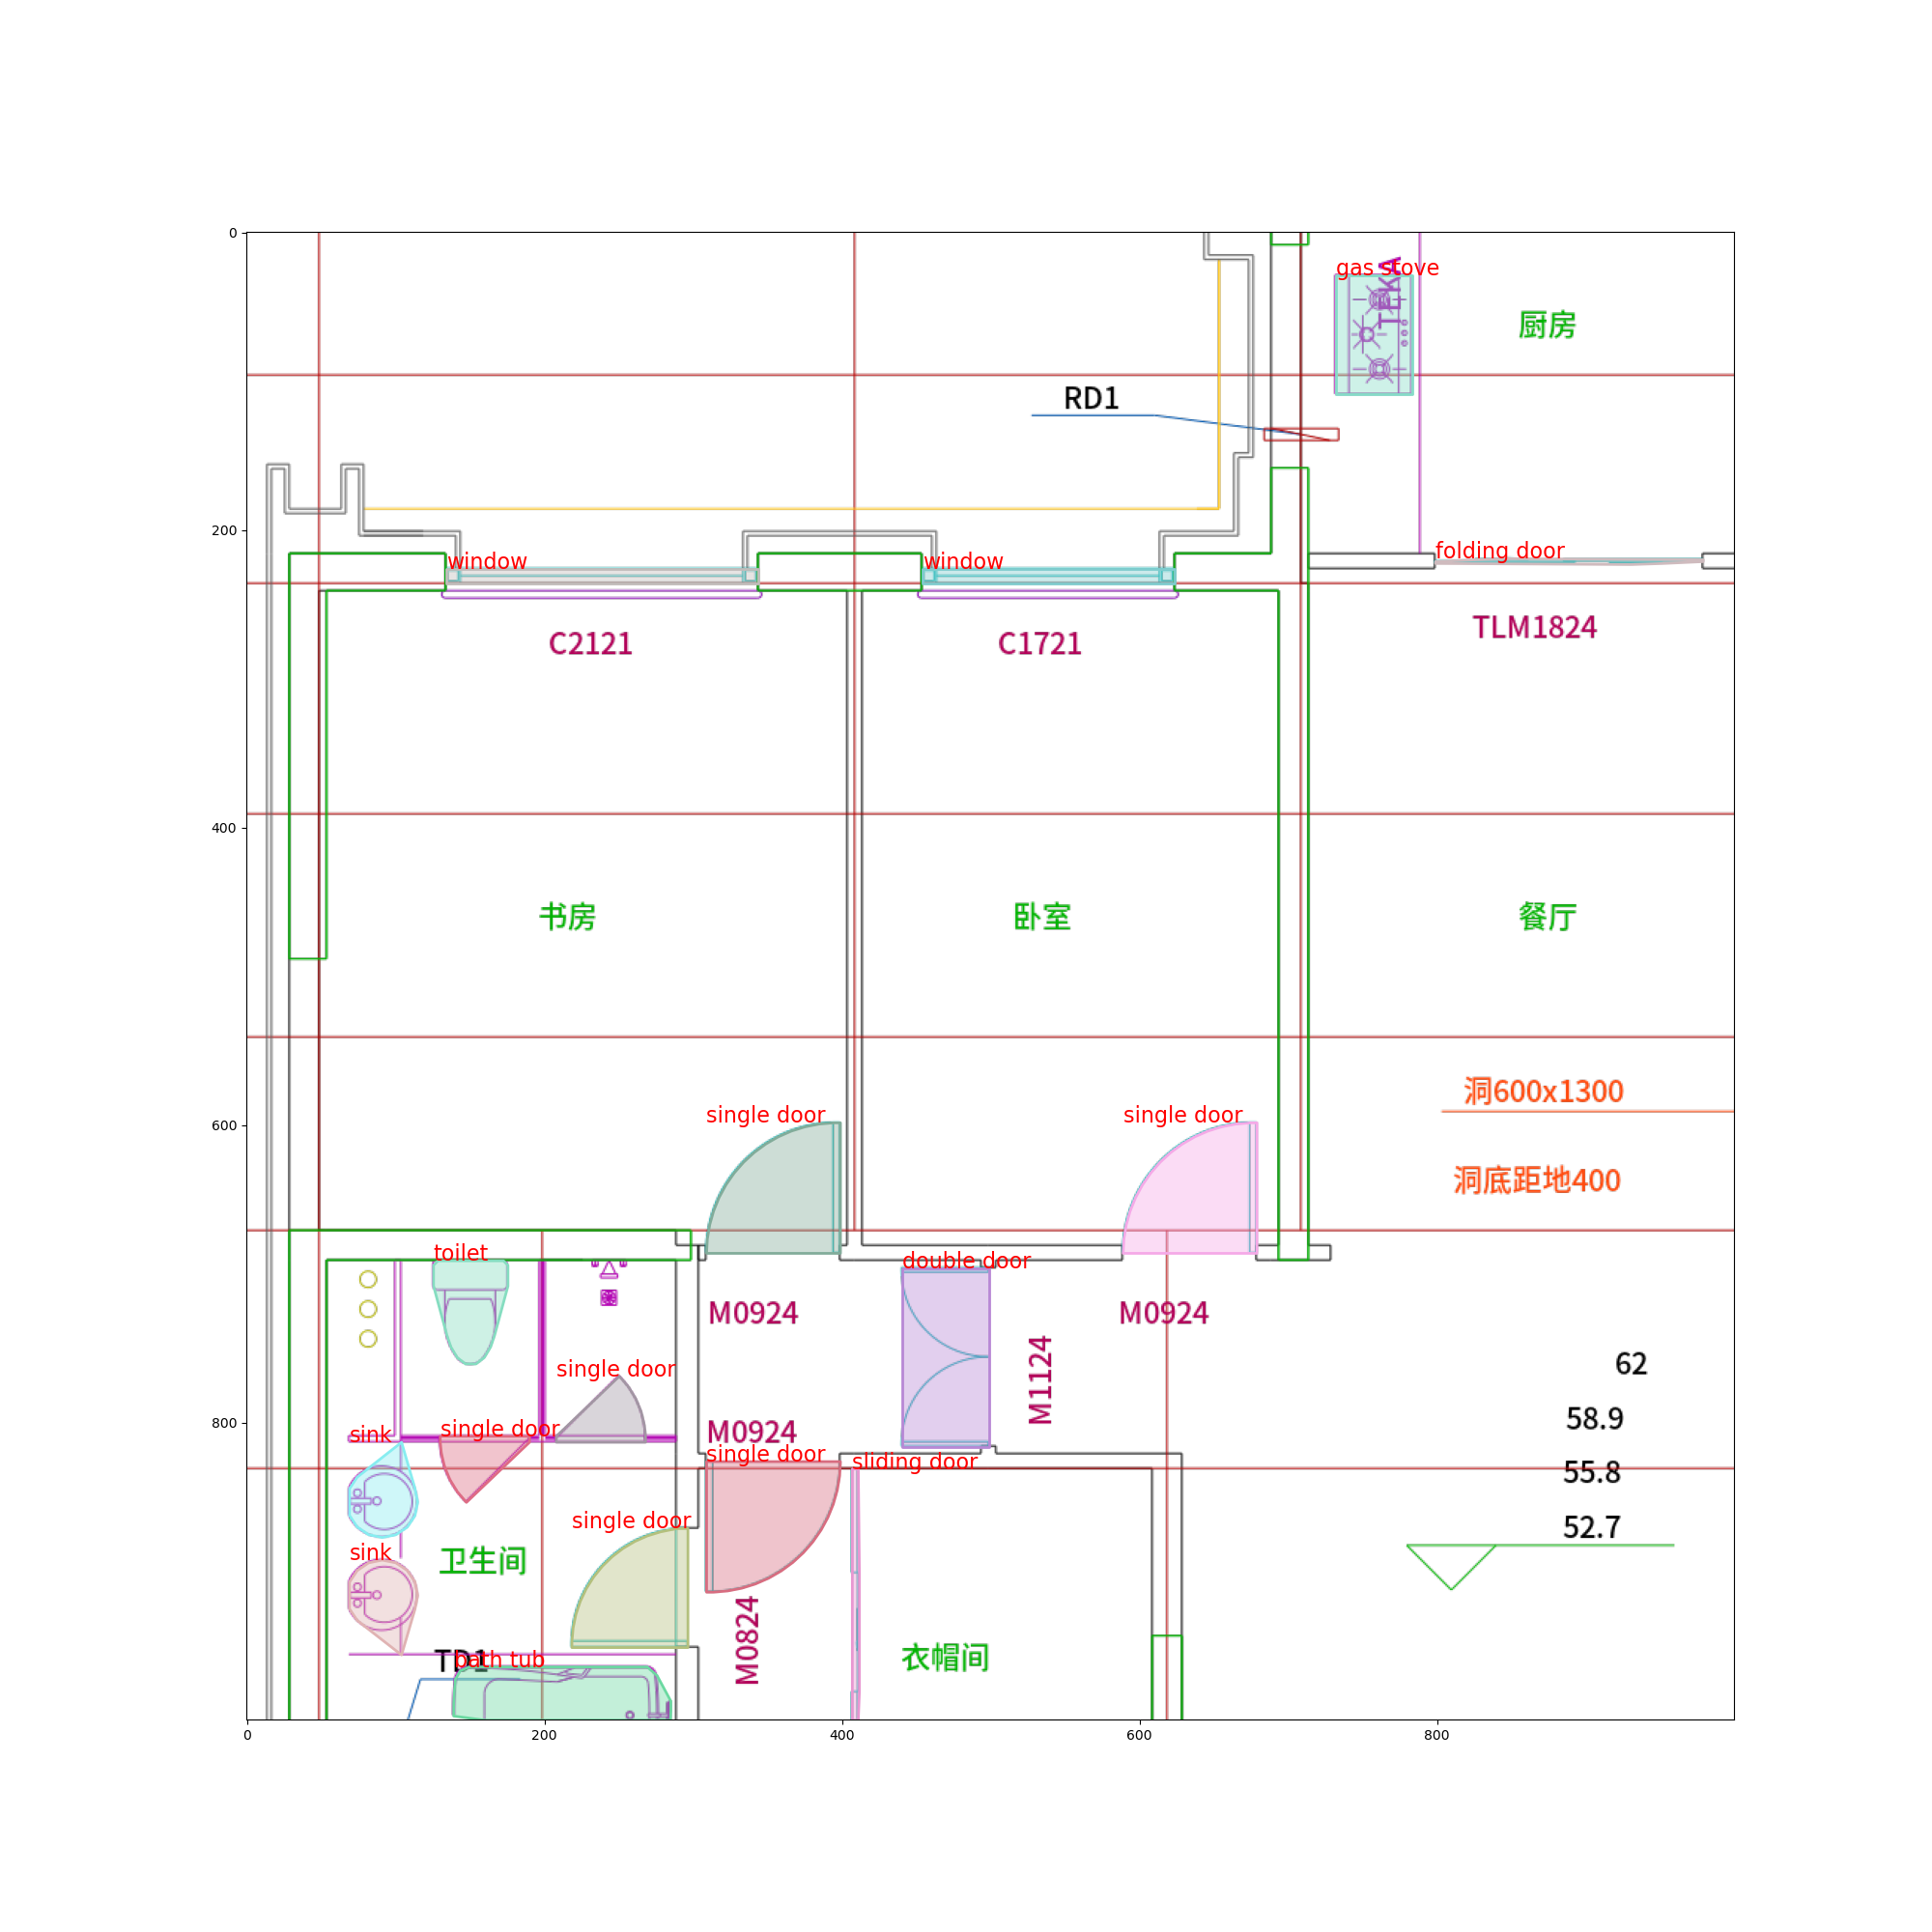 0
gas stove
TLKA
厨房
RD1
200
window
window
folding door
C2121
C1721
TLM1824
400
书房
卧室
餐厅
洞600x1300
600
single door
single door
洞底距地400
toilet
double door
M0924
M0924
M1124
62
single door
800
sink
single door
M0924
58.9
single door
sliding door
55.8
single door
52.7
sink
卫生间
M0824
衣帽间
TD1
bath tub
0
200
400
600
800